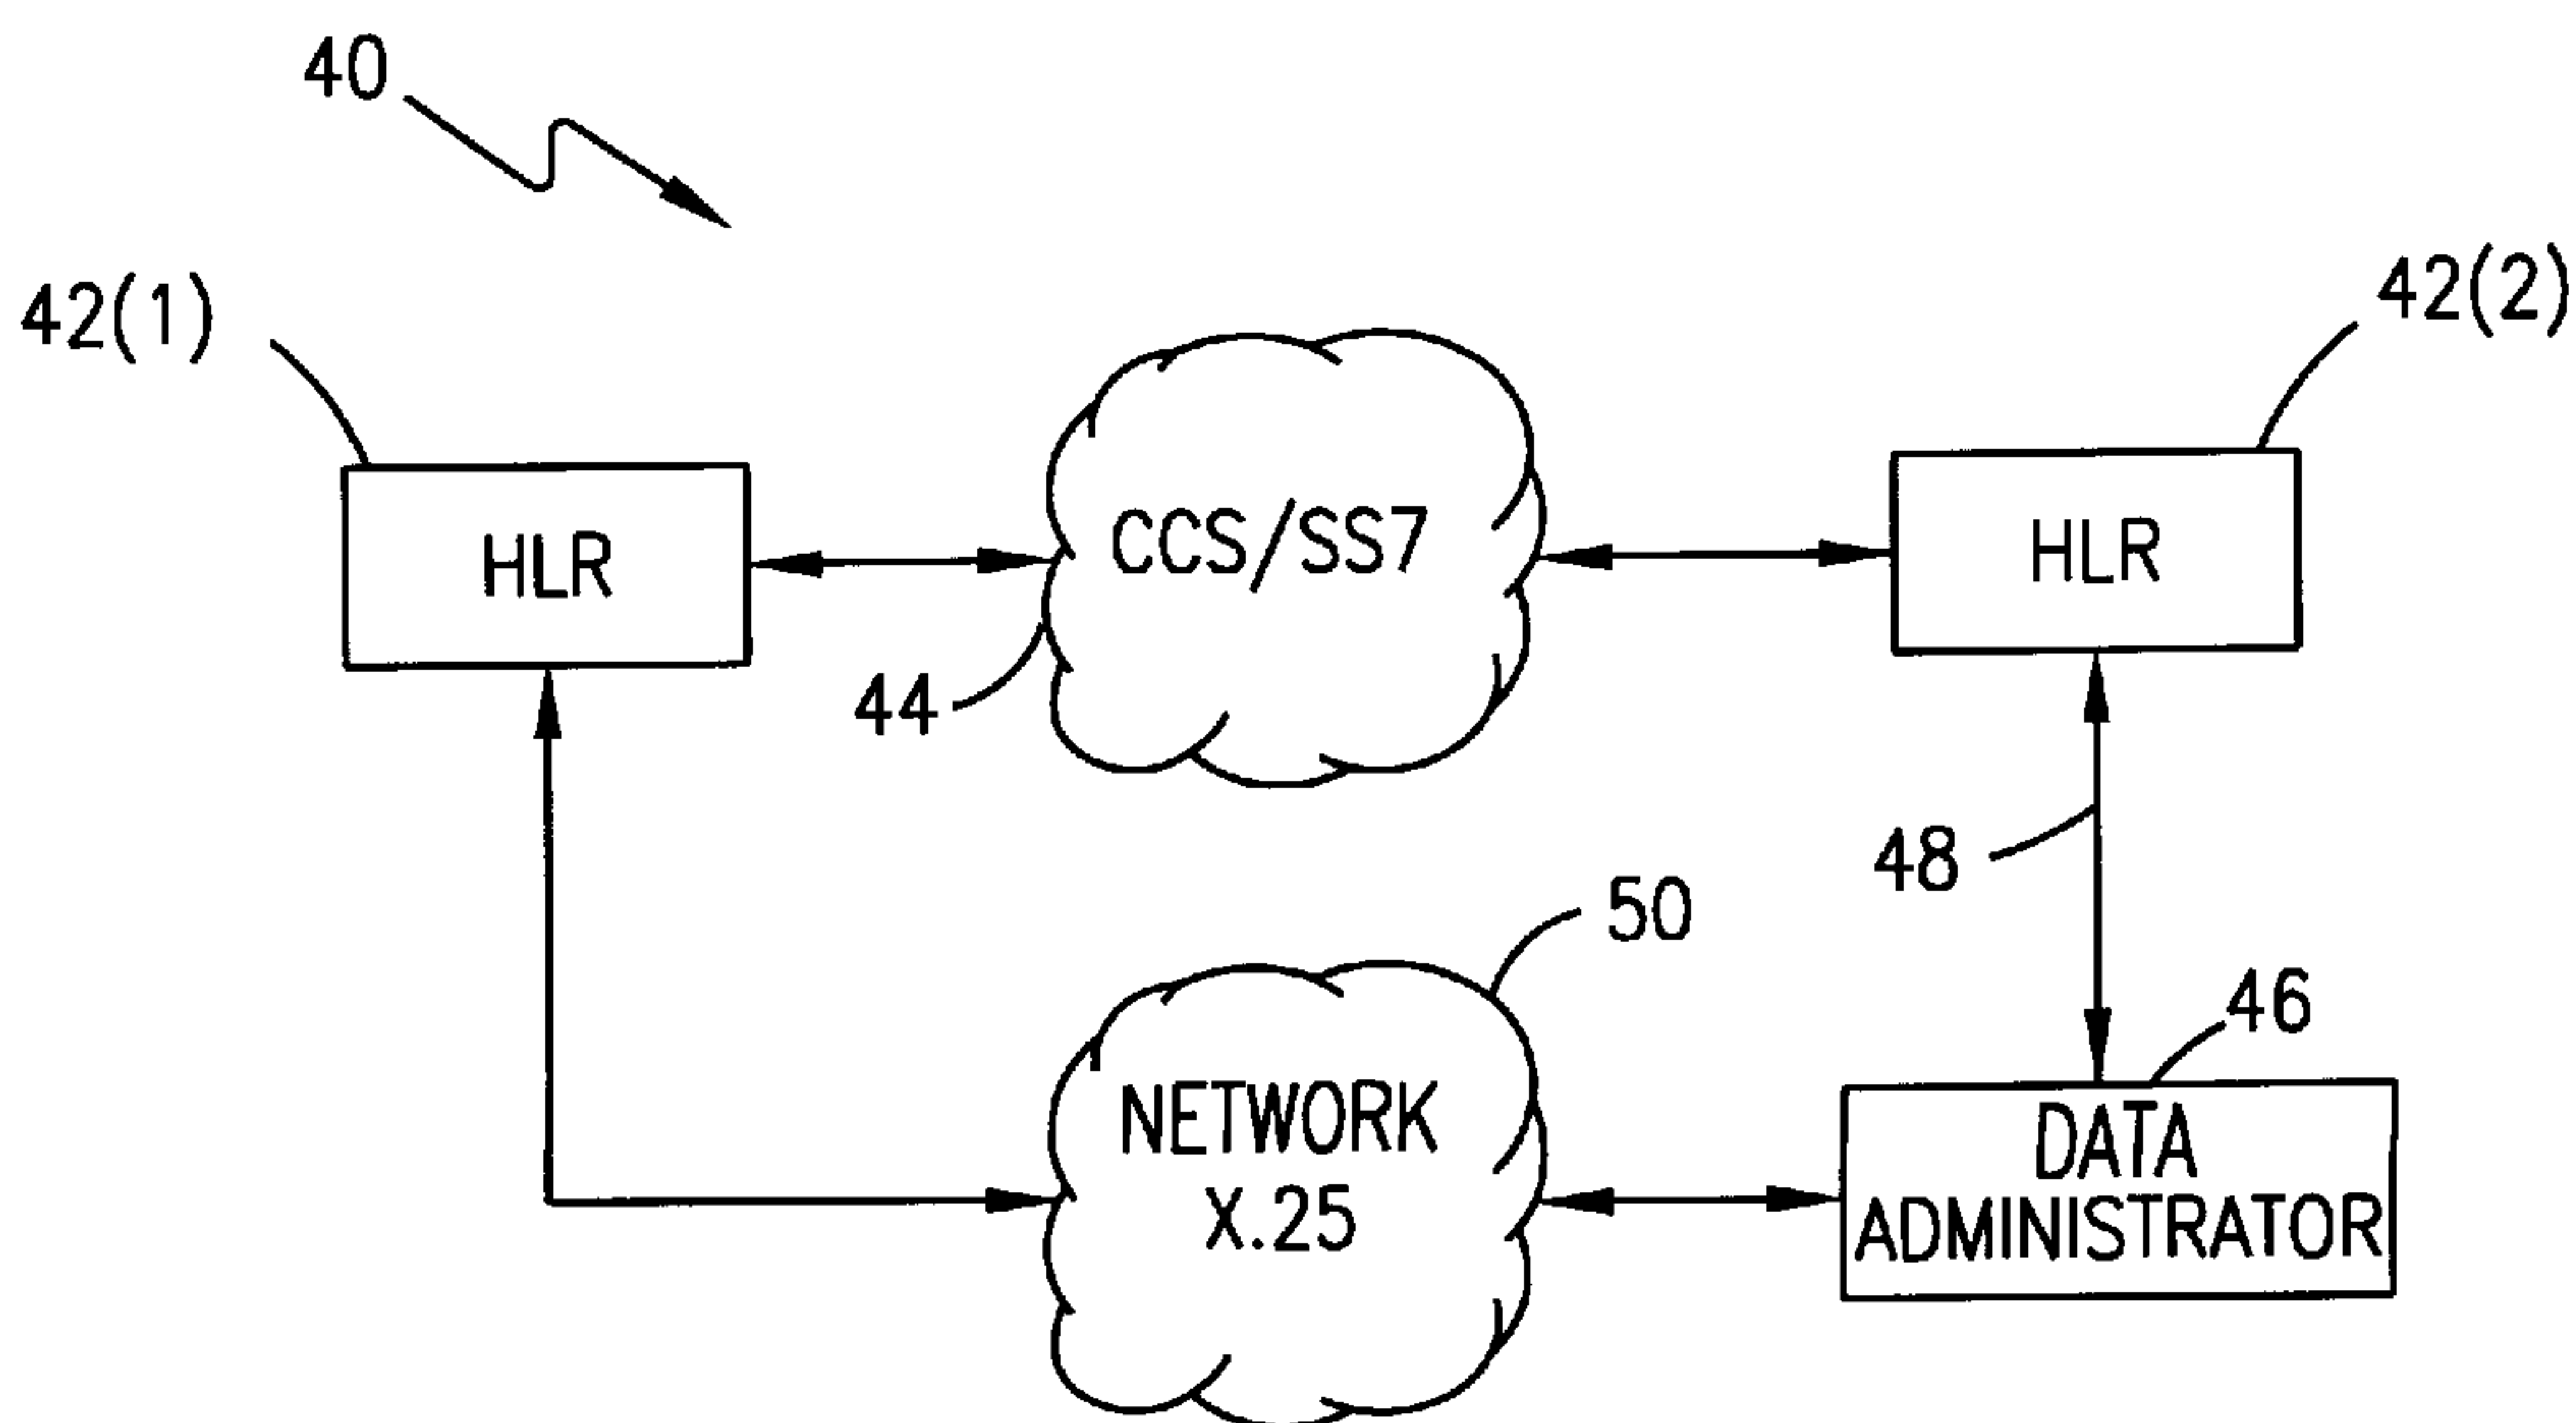 40
42(1)
42(2)
HLR
CCS/SS7
HLR
44
48
50
46
NETWORK
X.25
DATA
ADMINISTRATOR